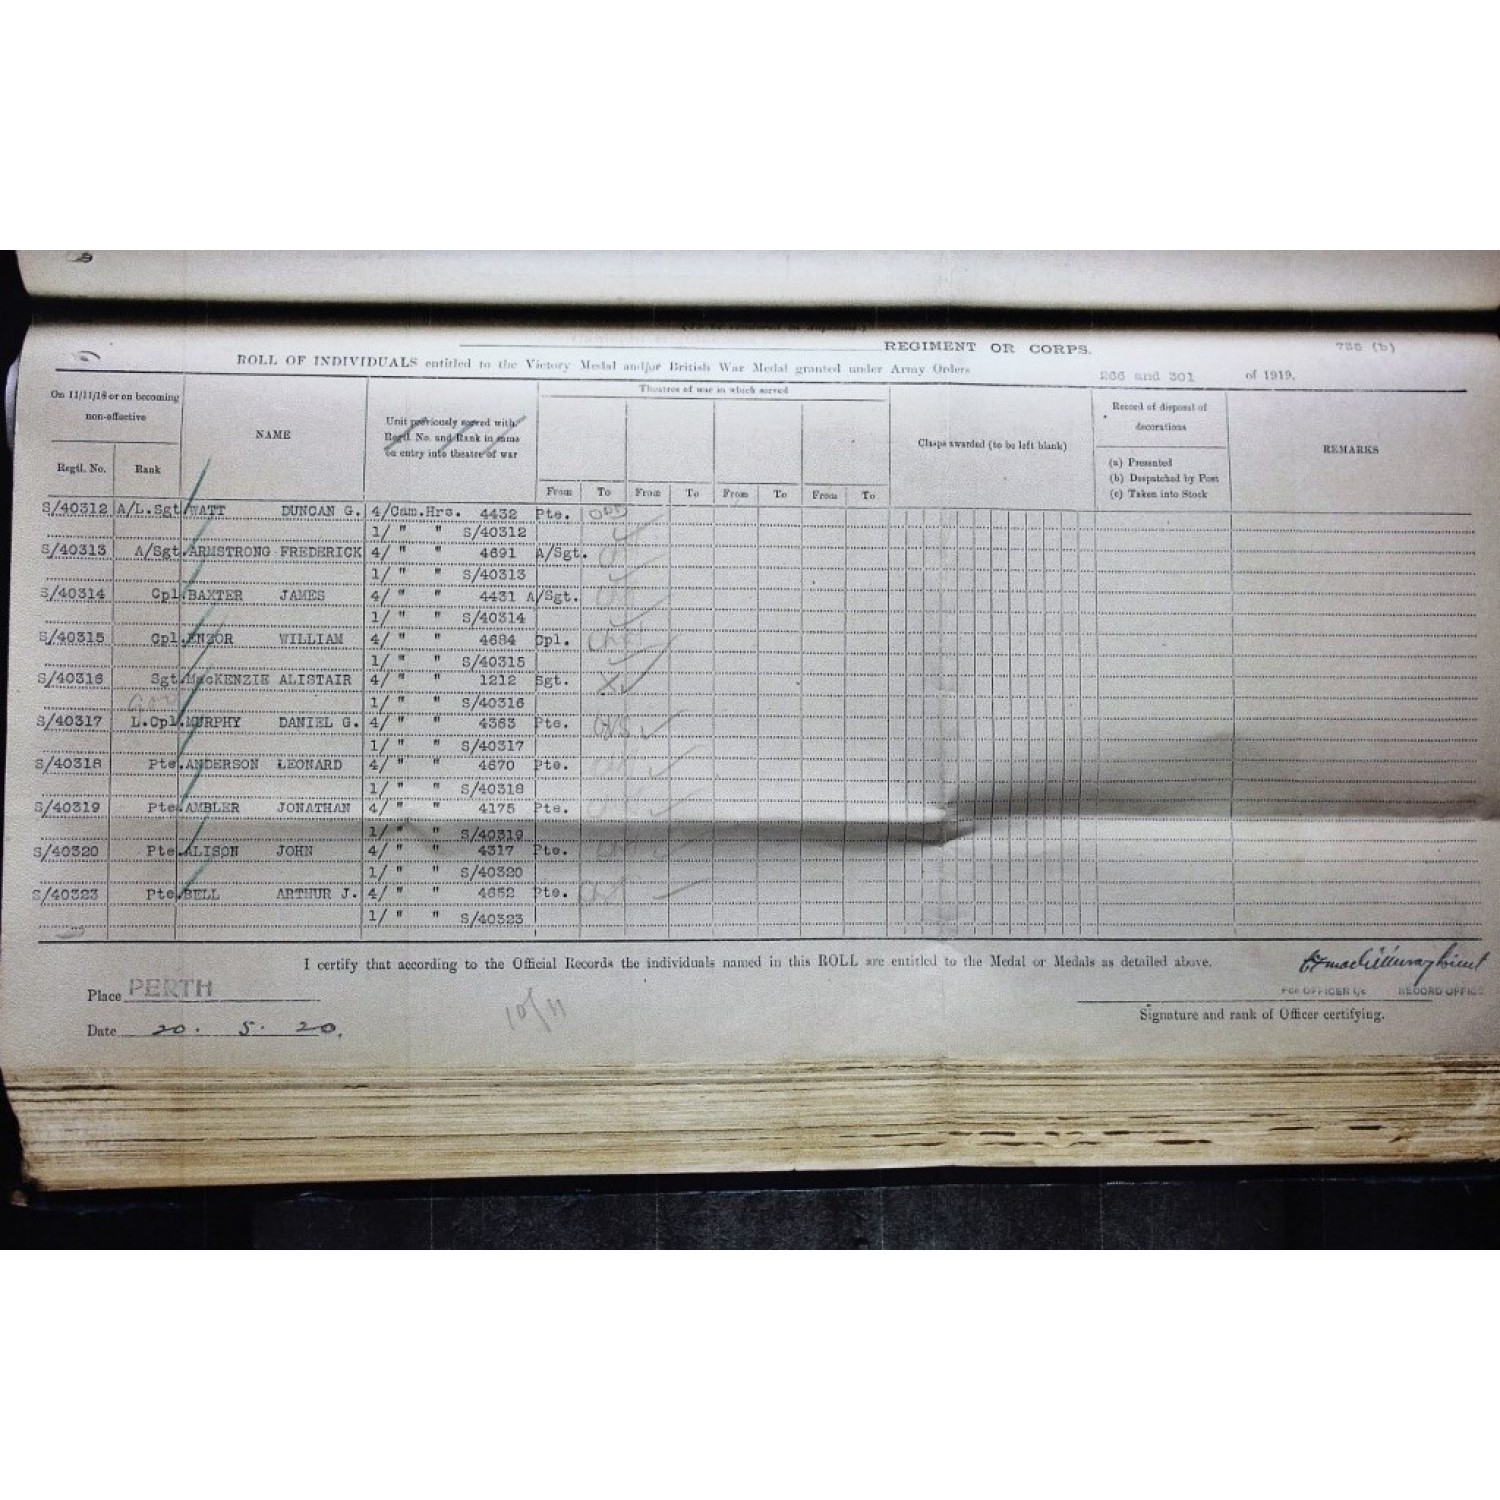 REGIMENT OR CORPS. 738 (b)
ROLL OF INDIVIDUALS entitled to the Victory Medal and/or British War Medal granted under Army Orders 266 and 301 of 1919.
On 11/11/18 or on becoming non-effective
Regtl. No. Rank
NAME
Unit previously served with,
Regtl. No. and Rank in same
on entry into theatre of war
Theatres of war in which served
From To From To From To From To
Clasps awarded (to be left blank)
Record of disposal of
decorations
(a) Presented
(b) Despatched by Post
(c) Taken into Stock
REMARKS
S/40312 A/L.Sgt. WATT DUNCAN G. 4/Cam.Hrs. 4432 Pte.
1/ " " S/40312
S/40313 A/Sgt. ARMSTRONG FREDERICK 4/ " " 4691 A/Sgt.
1/ " " S/40313
S/40314 Cpl. BAXTER JAMES 4/ " " 4431 A/Sgt.
1/ " " S/40314
S/40315 Cpl. ENZOR WILLIAM 4/ " " 4684 Cpl.
1/ " " S/40315
S/40316 Sgt. MacKENZIE ALISTAIR 4/ " " 1212 Sgt.
1/ " " S/40316
S/40317 L.Cpl. MURPHY DANIEL G. 4/ " " 4363 Pte.
1/ " " S/40317
S/40318 Pte. ANDERSON LEONARD 4/ " " 4670 Pte.
1/ " " S/40318
S/40319 Pte. AMBLER JONATHAN 4/ " " 4175 Pte.
1/ " " S/40319
S/40320 Pte. ALISON JOHN 4/ " " 4317 Pte.
1/ " " S/40320
S/40323 Pte. BELL ARTHUR J. 4/ " " 4652 Pte.
1/ " " S/40323
I certify that according to the Official Records the individuals named in this ROLL are entitled to the Medal or Medals as detailed above.
Place PERTH
FOR OFFICER i/c RECORD OFFICE
Date 20. 5. 20.
10/11
Signature and rank of Officer certifying.